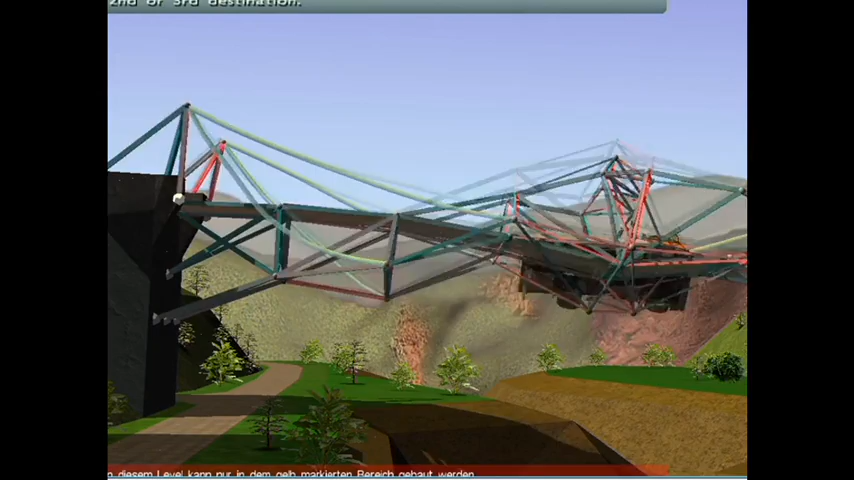 2nd or 3rd destination.
n diesem Level kann nur in dem gelb markierten Bereich gebaut werden